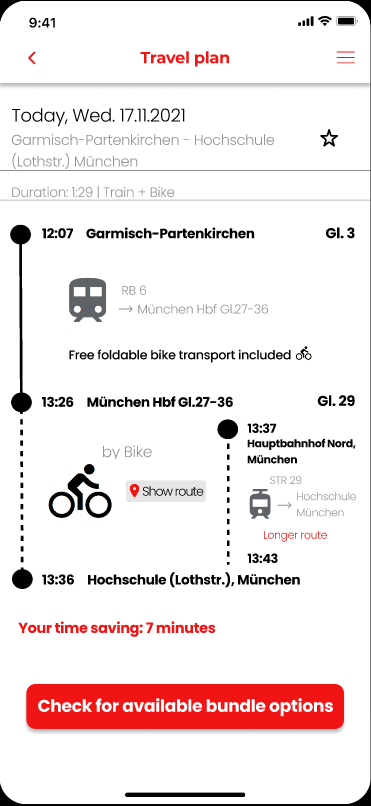 9:41
Travel plan
Today, Wed. 17.11.2021
Garmisch-Partenkirchen - Hochschule
(Lothstr.) München
Duration: 1:29 | Train + Bike
12:07 Garmisch-Partenkirchen Gl. 3
RB 6
→ München Hbf Gl.27-36
Free foldable bike transport included
13:26 München Hbf Gl.27-36 Gl. 29
13:37
Hauptbahnhof Nord,
München
by Bike
Show route
STR 29
→ Hochschule
München
Longer route
13:43
13:36 Hochschule (Lothstr.), München
Your time saving: 7 minutes
Check for available bundle options